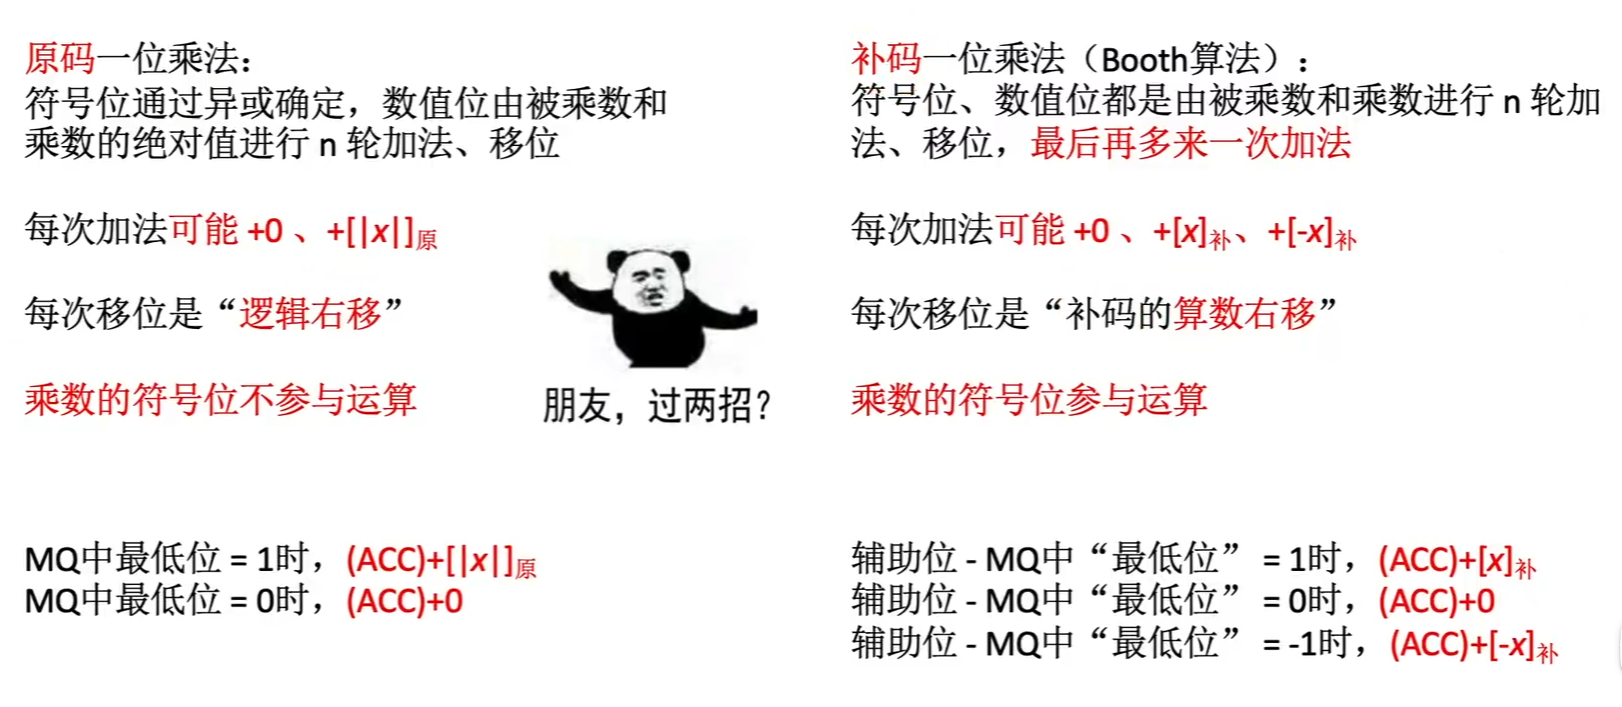 原码一位乘法：
符号位通过异或确定，数值位由被乘数和
乘数的绝对值进行 n 轮加法、移位
每次加法可能 +0 、+[|x|]原
每次移位是“逻辑右移”
乘数的符号位不参与运算
MQ中最低位 = 1时，(ACC)+[|x|]原
MQ中最低位 = 0时，(ACC)+0
朋友，过两招？
补码一位乘法（Booth算法）：
符号位、数值位都是由被乘数和乘数进行 n 轮加
法、移位，最后再多来一次加法
每次加法可能 +0 、+[x]补、+[-x]补
每次移位是“补码的算数右移”
乘数的符号位参与运算
辅助位 - MQ中“最低位” = 1时，(ACC)+[x]补
辅助位 - MQ中“最低位” = 0时，(ACC)+0
辅助位 - MQ中“最低位” = -1时，(ACC)+[-x]补